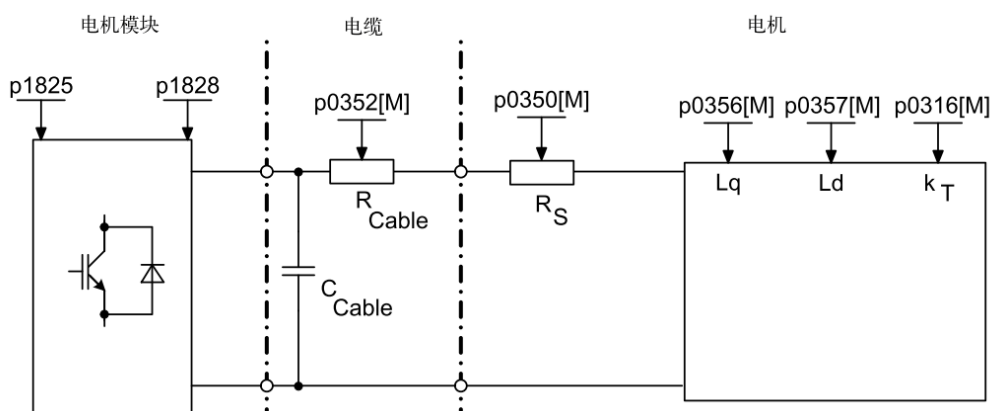 电机模块 电缆 电机
p1825 p1828 p0352[M] p0350[M] p0356[M] p0357[M] p0316[M]
Lq Ld k T
R Cable
R S
C Cable